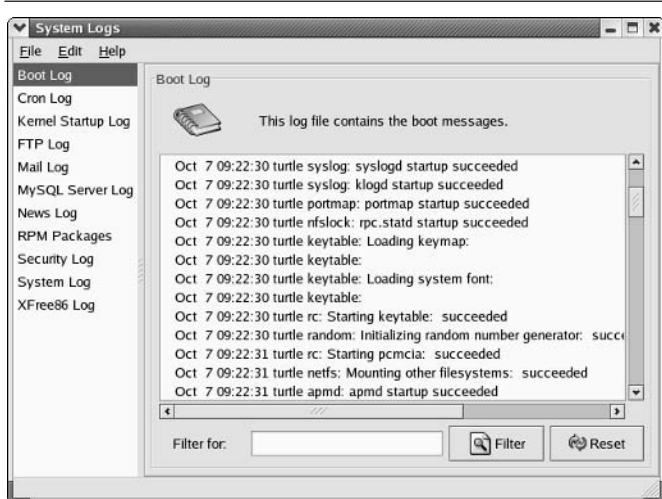 System Logs
File Edit Help
Boot Log
Cron Log
Kernel Startup Log
FTP Log
Mail Log
MySQL Server Log
News Log
RPM Packages
Security Log
System Log
XFree86 Log
Boot Log
This log file contains the boot messages.
Oct 7 09:22:30 turtle syslog: syslogd startup succeeded
Oct 7 09:22:30 turtle syslog: klogd startup succeeded
Oct 7 09:22:30 turtle portmap: portmap startup succeeded
Oct 7 09:22:30 turtle nfslock: rpc.statd startup succeeded
Oct 7 09:22:30 turtle keytable: Loading keymap:
Oct 7 09:22:30 turtle keytable:
Oct 7 09:22:30 turtle keytable: Loading system font:
Oct 7 09:22:30 turtle keytable:
Oct 7 09:22:30 turtle rc: Starting keytable: succeeded
Oct 7 09:22:30 turtle random: Initializing random number generator: succe
Oct 7 09:22:31 turtle rc: Starting pcmcia: succeeded
Oct 7 09:22:31 turtle netfs: Mounting other filesystems: succeeded
Oct 7 09:22:31 turtle apmd: apmd startup succeeded
Filter for:
Filter
Reset